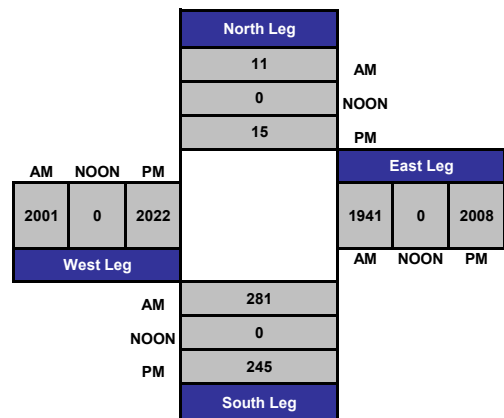 North Leg
11 AM
0 NOON
15 PM
AM NOON PM East Leg
2001 0 2022 1941 0 2008
West Leg AM NOON PM
AM 281
NOON 0
PM 245
South Leg